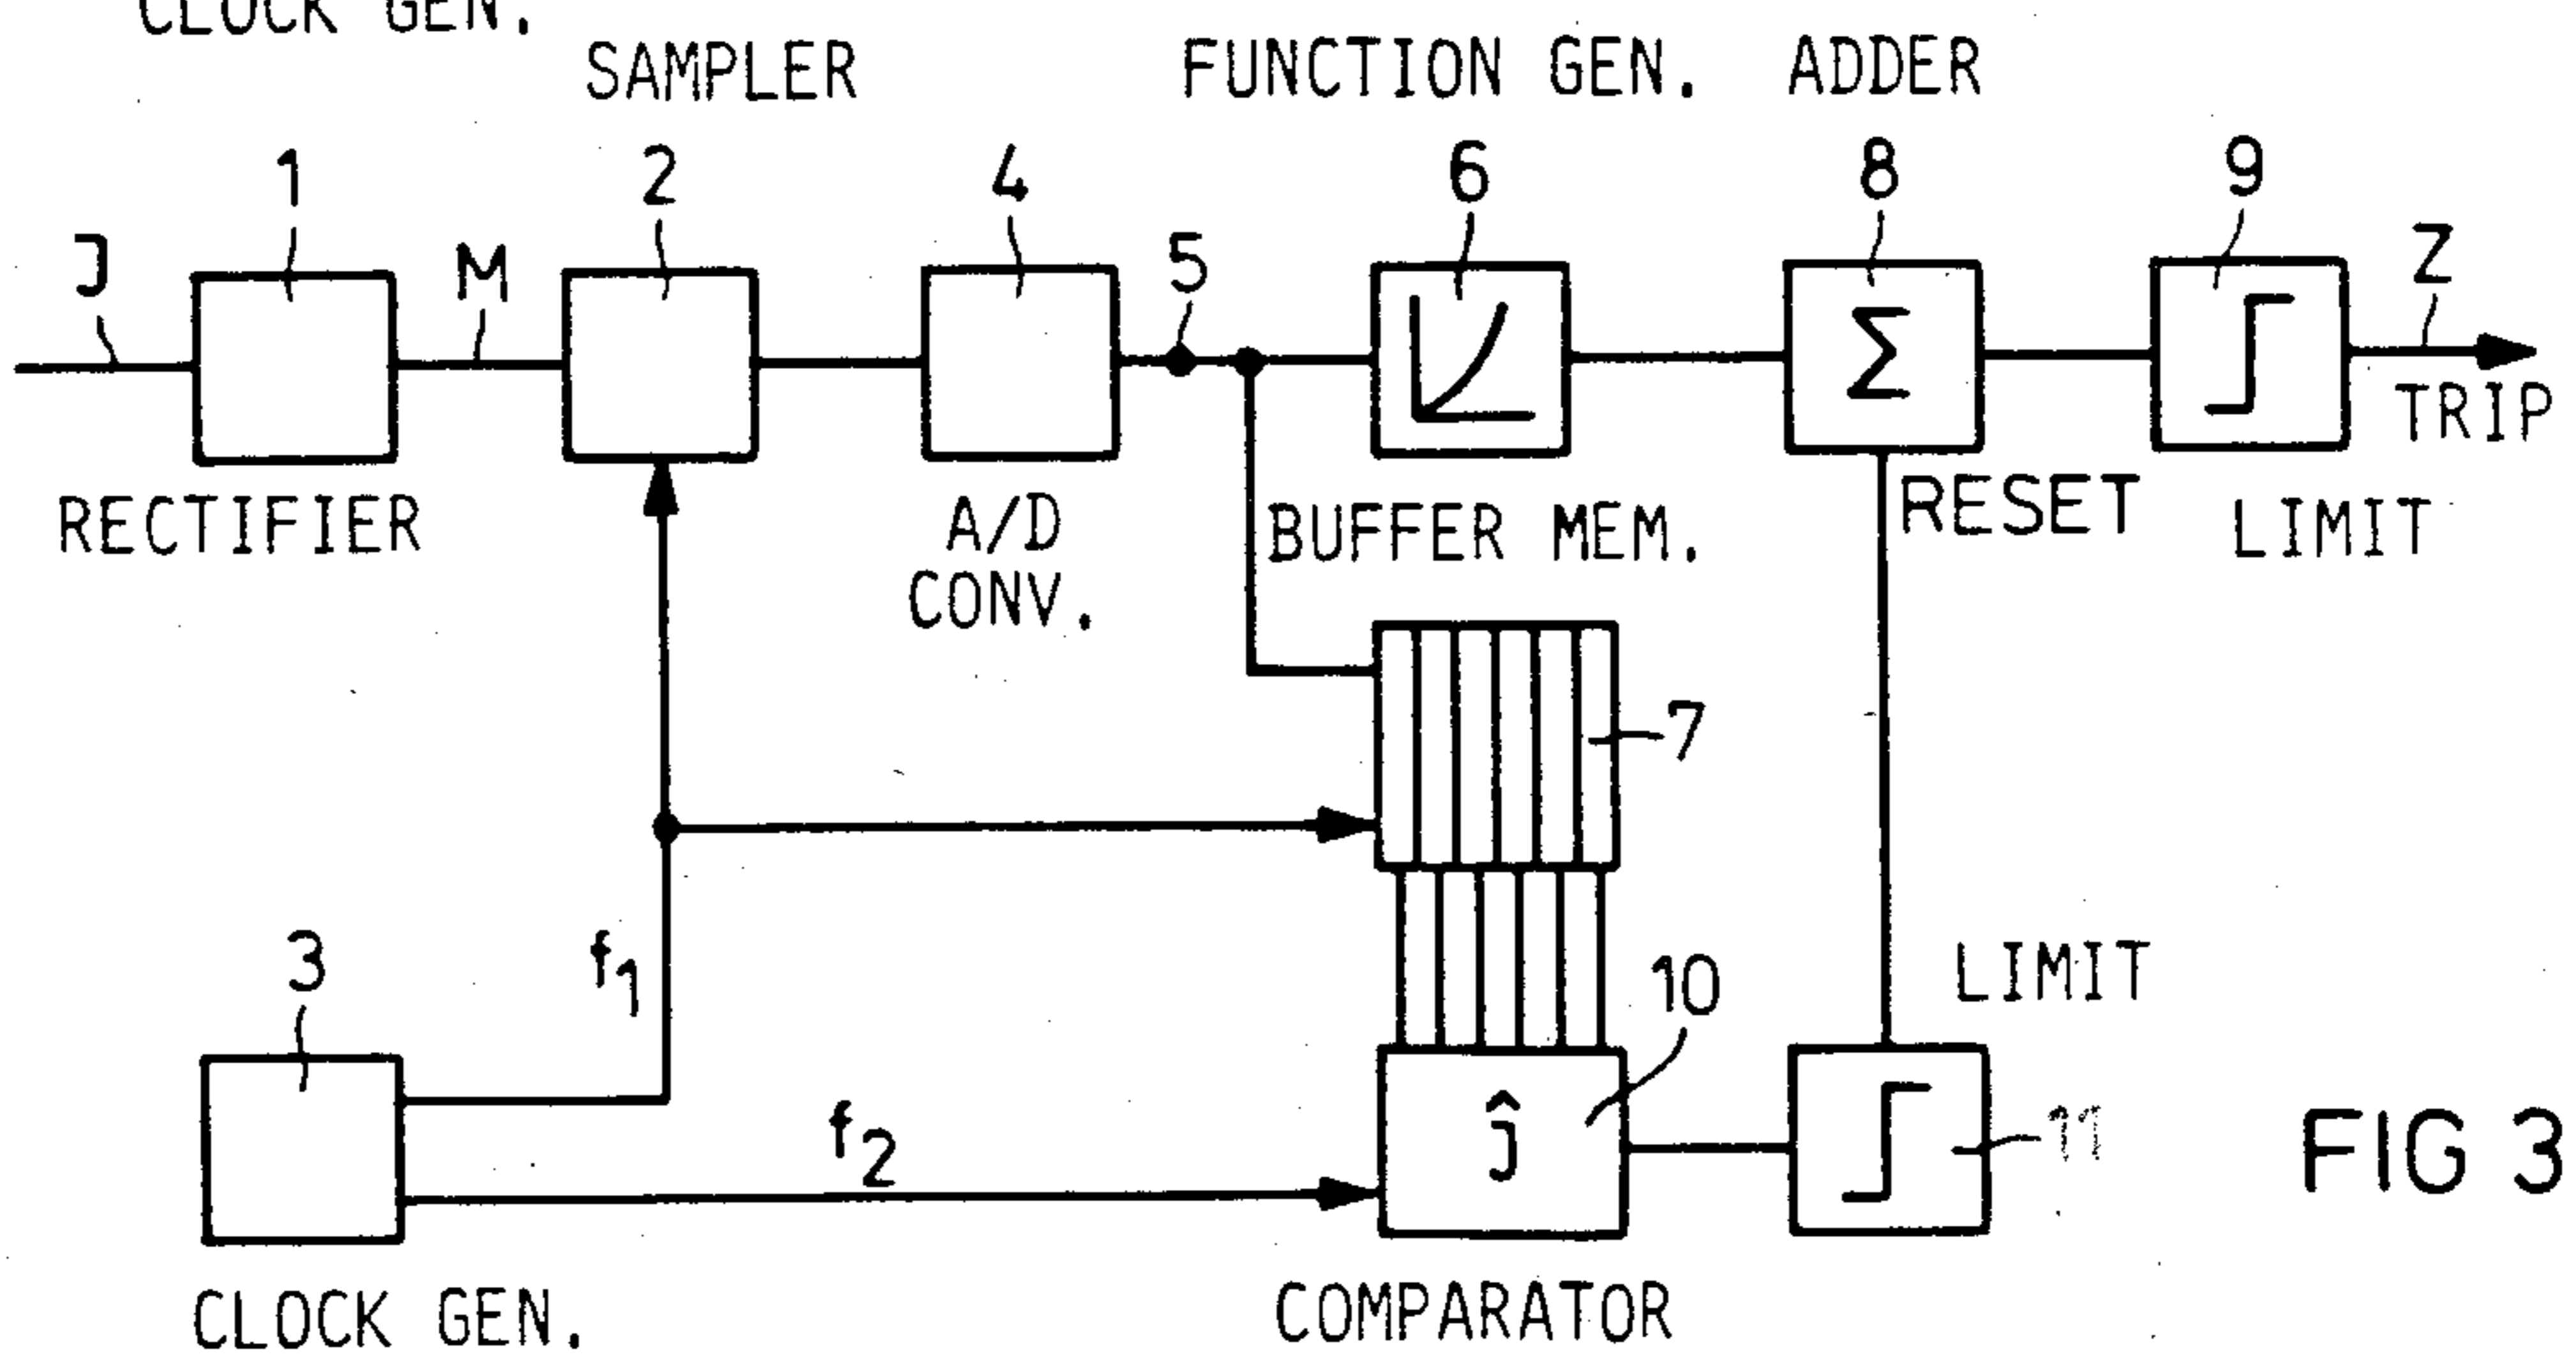 CLOCK GEN.
SAMPLER
FUNCTION GEN. ADDER
1
2
4
6
8
9
J
M
5
Z
Σ
TRIP
RECTIFIER
A/D
CONV.
BUFFER MEM.
RESET
LIMIT
7
3
f1
10
LIMIT
f2
ĵ
11
FIG 3
CLOCK GEN.
COMPARATOR